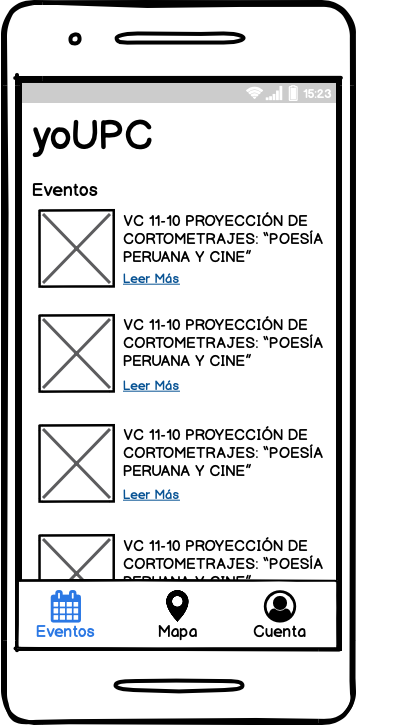 15:23
yoUPC
Eventos
VC 11-10 PROYECCIÓN DE
CORTOMETRAJES: “POESÍA
PERUANA Y CINE”
Leer Más
VC 11-10 PROYECCIÓN DE
CORTOMETRAJES: “POESÍA
PERUANA Y CINE”
Leer Más
VC 11-10 PROYECCIÓN DE
CORTOMETRAJES: “POESÍA
PERUANA Y CINE”
Leer Más
VC 11-10 PROYECCIÓN DE
CORTOMETRAJES: “POESÍA
PERUANA Y CINE”
Eventos
Mapa
Cuenta